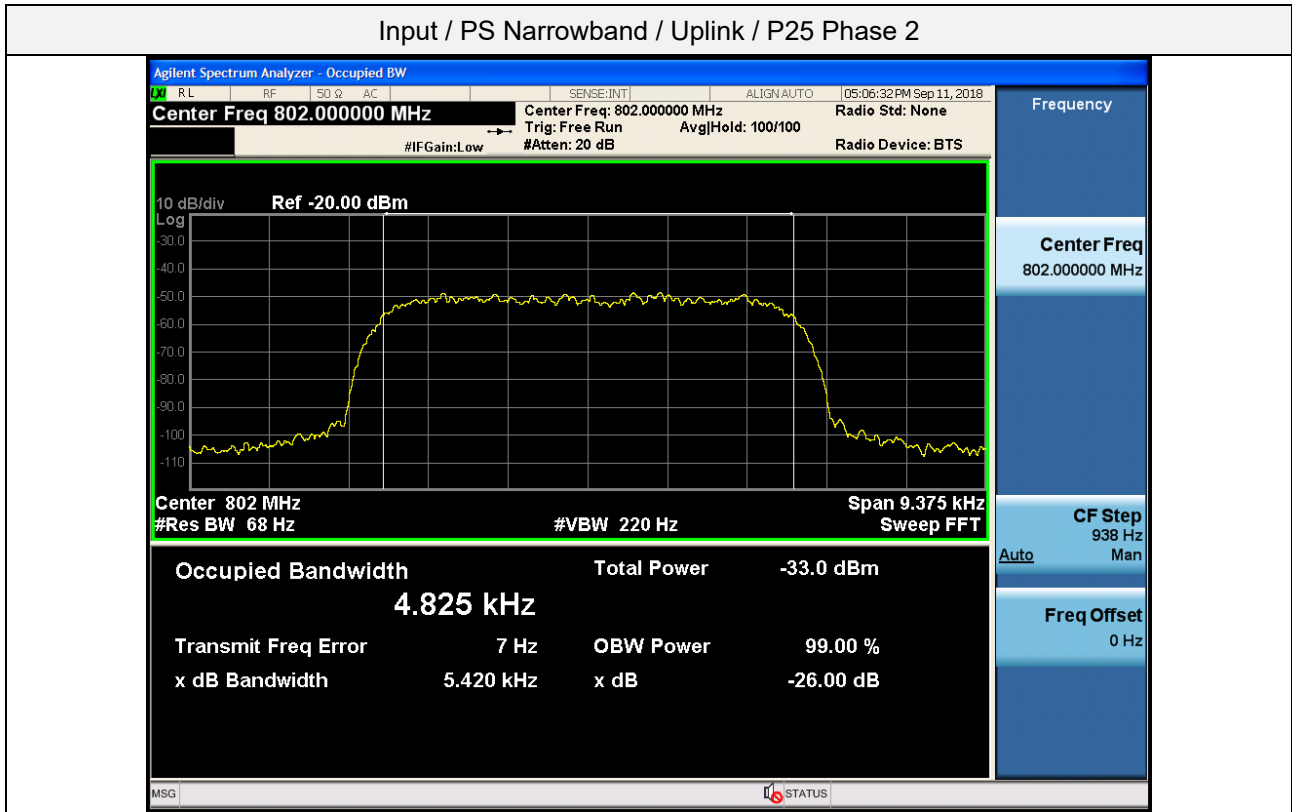 Input / PS Narrowband / Uplink / P25 Phase 2
Agilent Spectrum Analyzer - Occupied BW
LXI RL RF 50 Ω AC SENSE:INT ALIGN AUTO 05:06:32 PM Sep 11, 2018
Center Freq 802.000000 MHz Center Freq: 802.000000 MHz Radio Std: None
Trig: Free Run Avg|Hold: 100/100
#IFGain:Low #Atten: 20 dB Radio Device: BTS
Frequency
10 dB/div Ref -20.00 dBm
Log
-30.0
-40.0
-50.0
-60.0
-70.0
-80.0
-90.0
-100
-110
Center 802 MHz Span 9.375 kHz
#Res BW 68 Hz #VBW 220 Hz Sweep FFT
Occupied Bandwidth Total Power -33.0 dBm
4.825 kHz
Transmit Freq Error 7 Hz OBW Power 99.00 %
x dB Bandwidth 5.420 kHz x dB -26.00 dB
Center Freq
802.000000 MHz
CF Step
938 Hz
Auto Man
Freq Offset
0 Hz
MSG STATUS